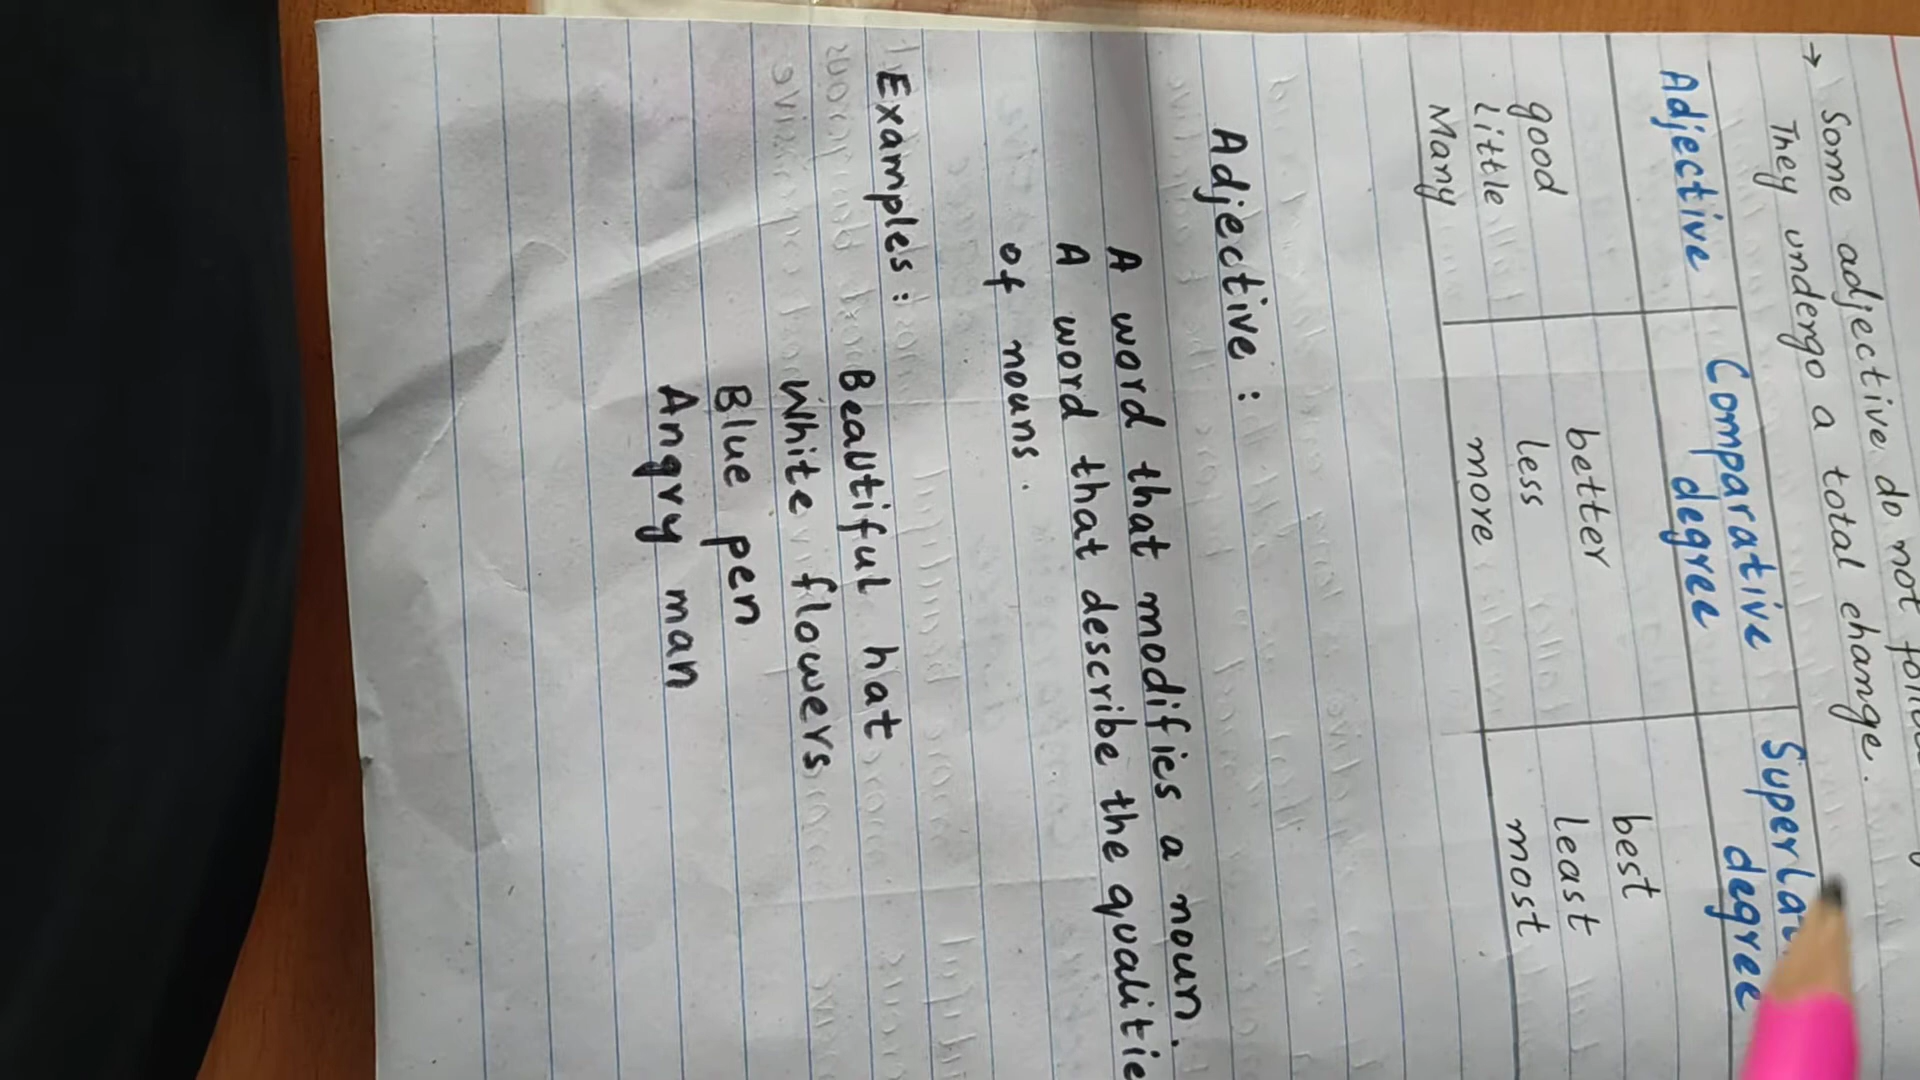 → Some adjective do not
They undergo a total change.
Adjective Comparative degree degree
good better best
little less least
Many more most
Adjective :
A word that modifies a noun.
A word that describe the
of nouns.
Examples : Beautiful hat
White flowers
Blue pen
Angry man